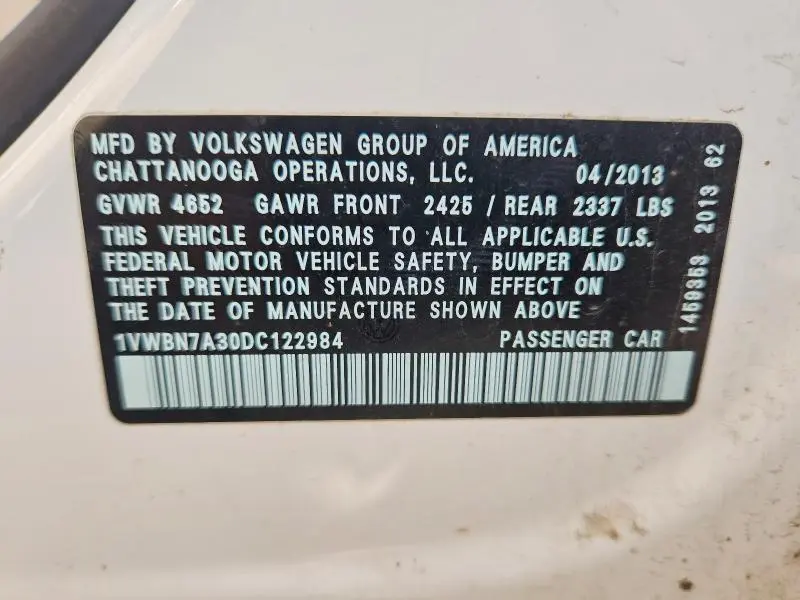 MFD BY VOLKSWAGEN GROUP OF AMERICA
CHATTANOOGA OPERATIONS, LLC. 04/2013
GVWR 4652 GAWR FRONT 2425 / REAR 2337 LBS
THIS VEHICLE CONFORMS TO ALL APPLICABLE U.S.
FEDERAL MOTOR VEHICLE SAFETY, BUMPER AND
THEFT PREVENTION STANDARDS IN EFFECT ON
THE DATE OF MANUFACTURE SHOWN ABOVE
1VWBN7A30DC122984 PASSENGER CAR
1459353 2013 62